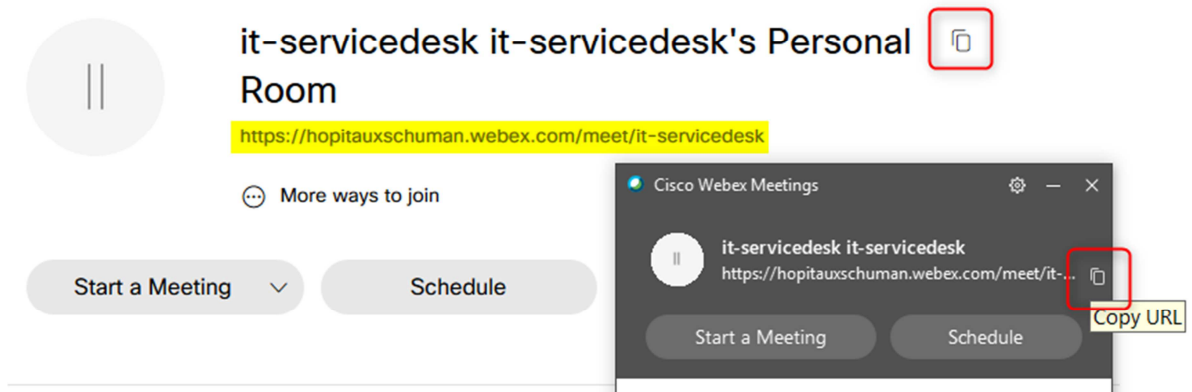 it-servicedesk it-servicedesk's Personal
Room
https://hopitauxschuman.webex.com/meet/it-servicedesk
More ways to join
Start a Meeting
Schedule
Cisco Webex Meetings
it-servicedesk it-servicedesk
https://hopitauxschuman.webex.com/meet/it-...
Copy URL
Start a Meeting
Schedule